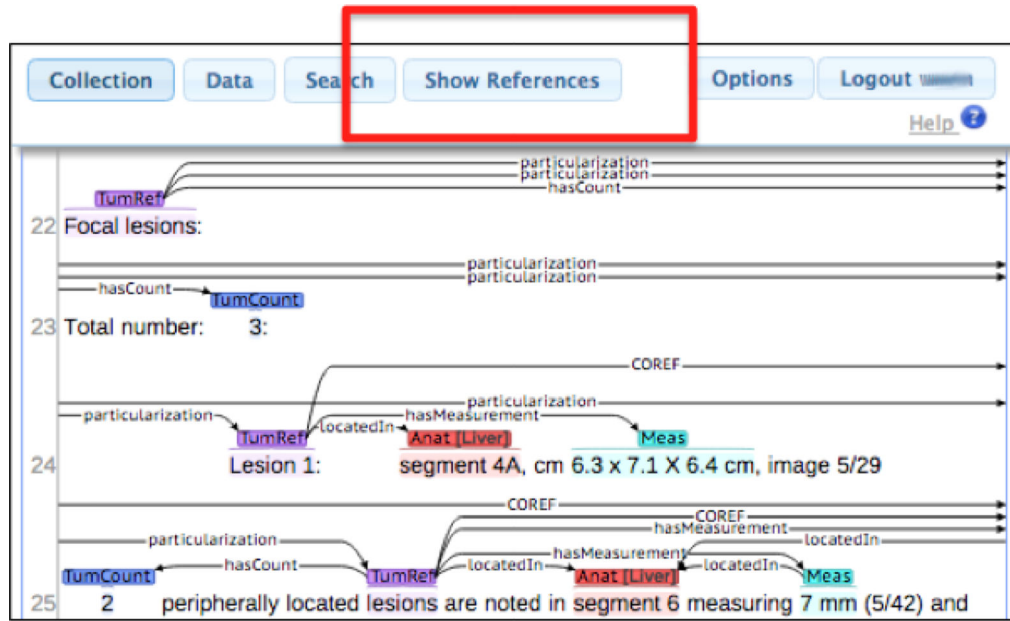 Collection Data Search Show References Options Logout
Help ?
particularization
particularization
hasCount
TumRef
22 Focal lesions:
particularization
particularization
hasCount TumCount
23 Total number: 3:
COREF
particularization
particularization hasMeasurement
TumRef locatedIn Anat [Liver] Meas
24 Lesion 1: segment 4A, cm 6.3 x 7.1 X 6.4 cm, image 5/29
COREF
COREF
hasMeasurement
particularization locatedIn
hasMeasurement
TumCount hasCount TumRef locatedIn Anat [Liver] locatedIn Meas
25 2 peripherally located lesions are noted in segment 6 measuring 7 mm (5/42) and